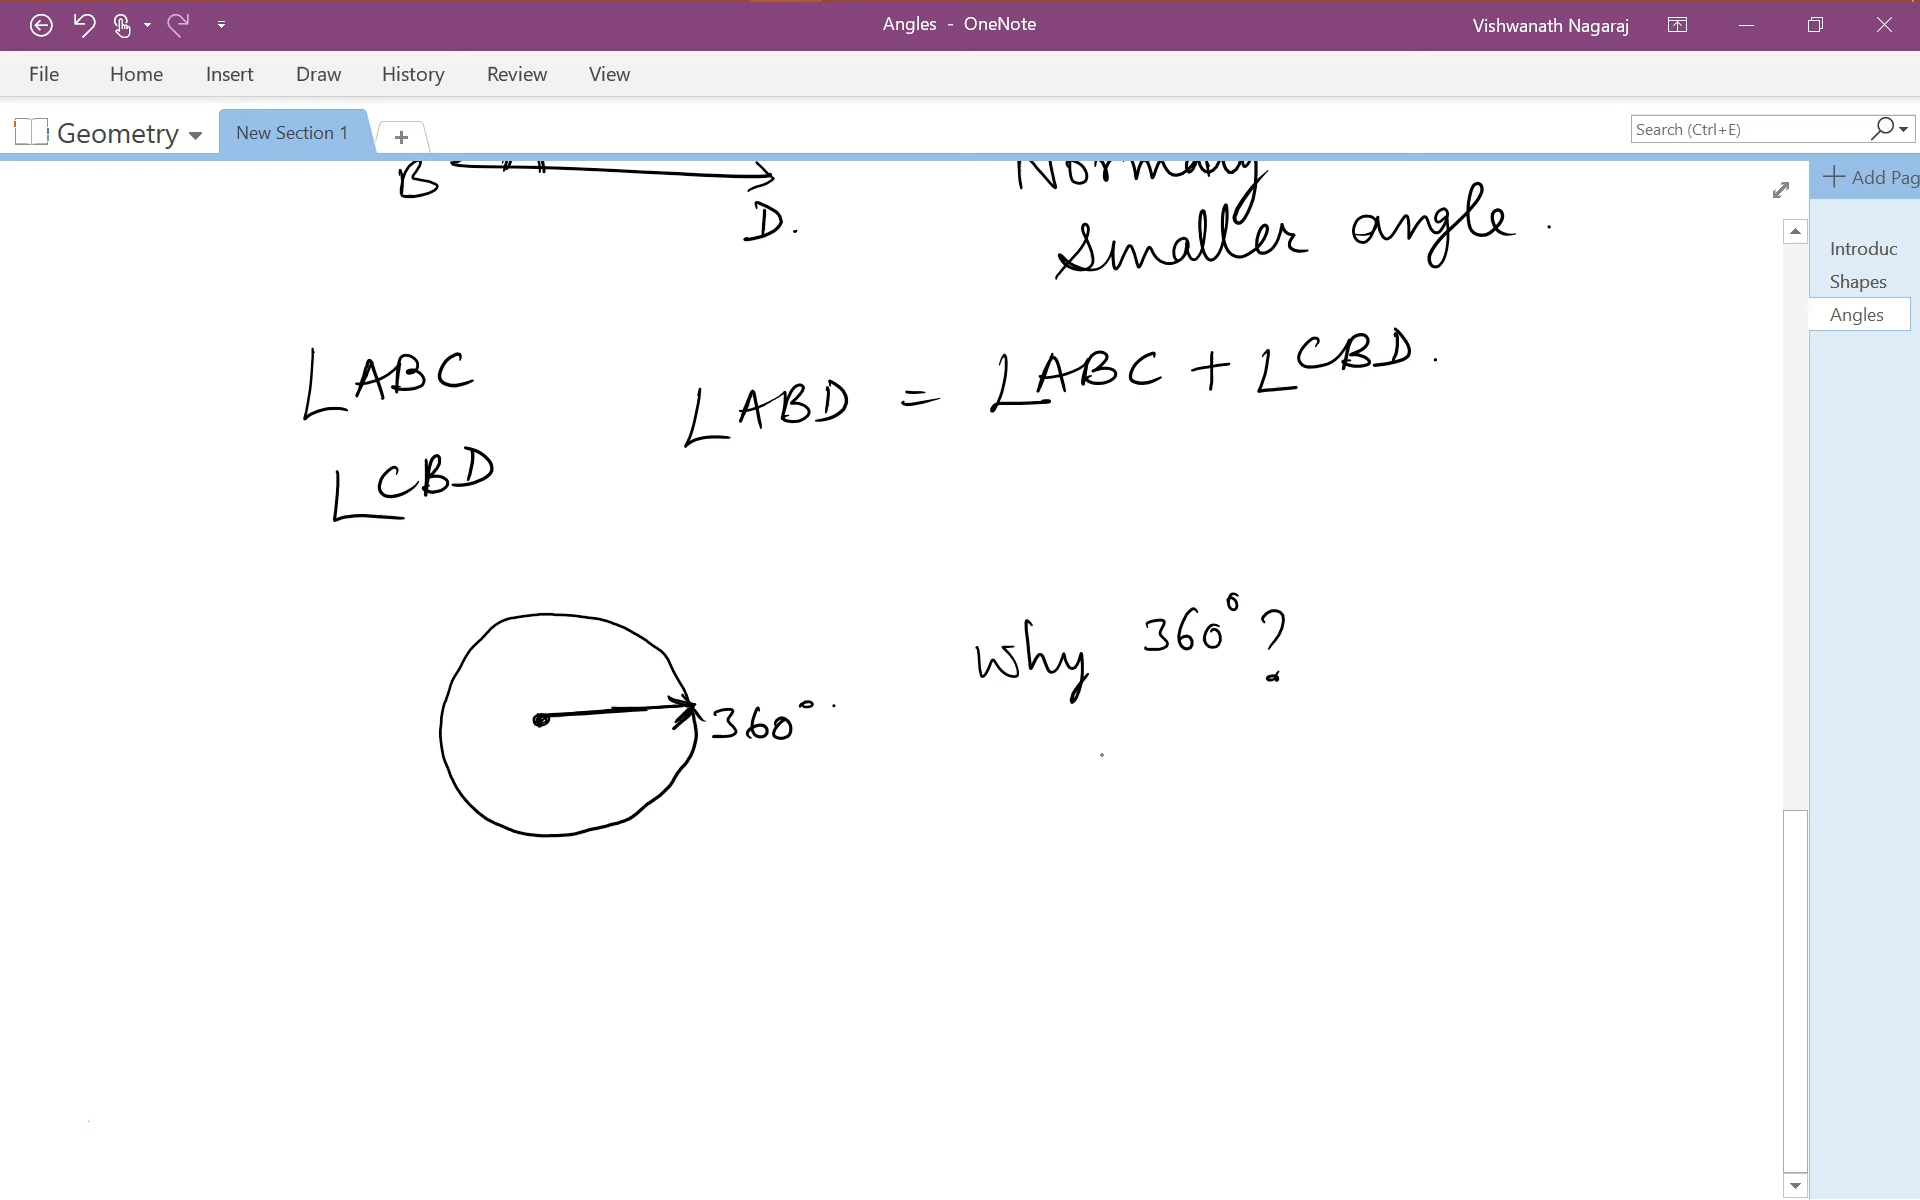 Angles - OneNote
Vishwanath Nagaraj
File Home Insert Draw History Review View
Geometry
New Section 1
+
Search (Ctrl+E)
Add Pag
Introduc
Shapes
Angles
B
D.
Normally
smaller angle.
∠ABC
∠ABD = ∠ABC + ∠CBD.
∠CBD
Why 360° ?
360°.